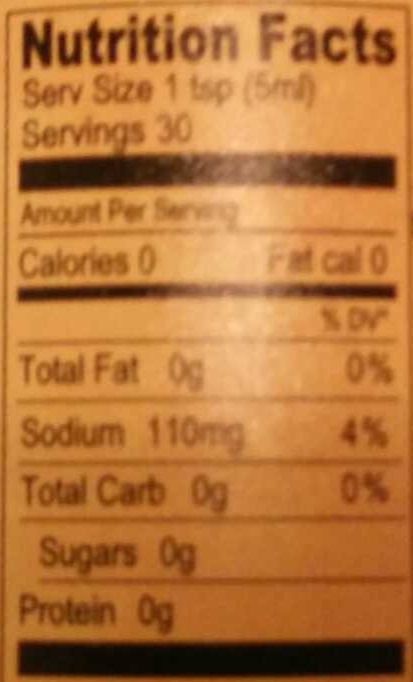 Nutrition Facts
Serv Size 1 tsp (5ml)
Servings 30
Amount Per Serving
Calories 0 Fat cal 0
% DV*
Total Fat 0g 0%
Sodium 110mg 4%
Total Carb 0g 0%
Sugars 0g
Protein 0g